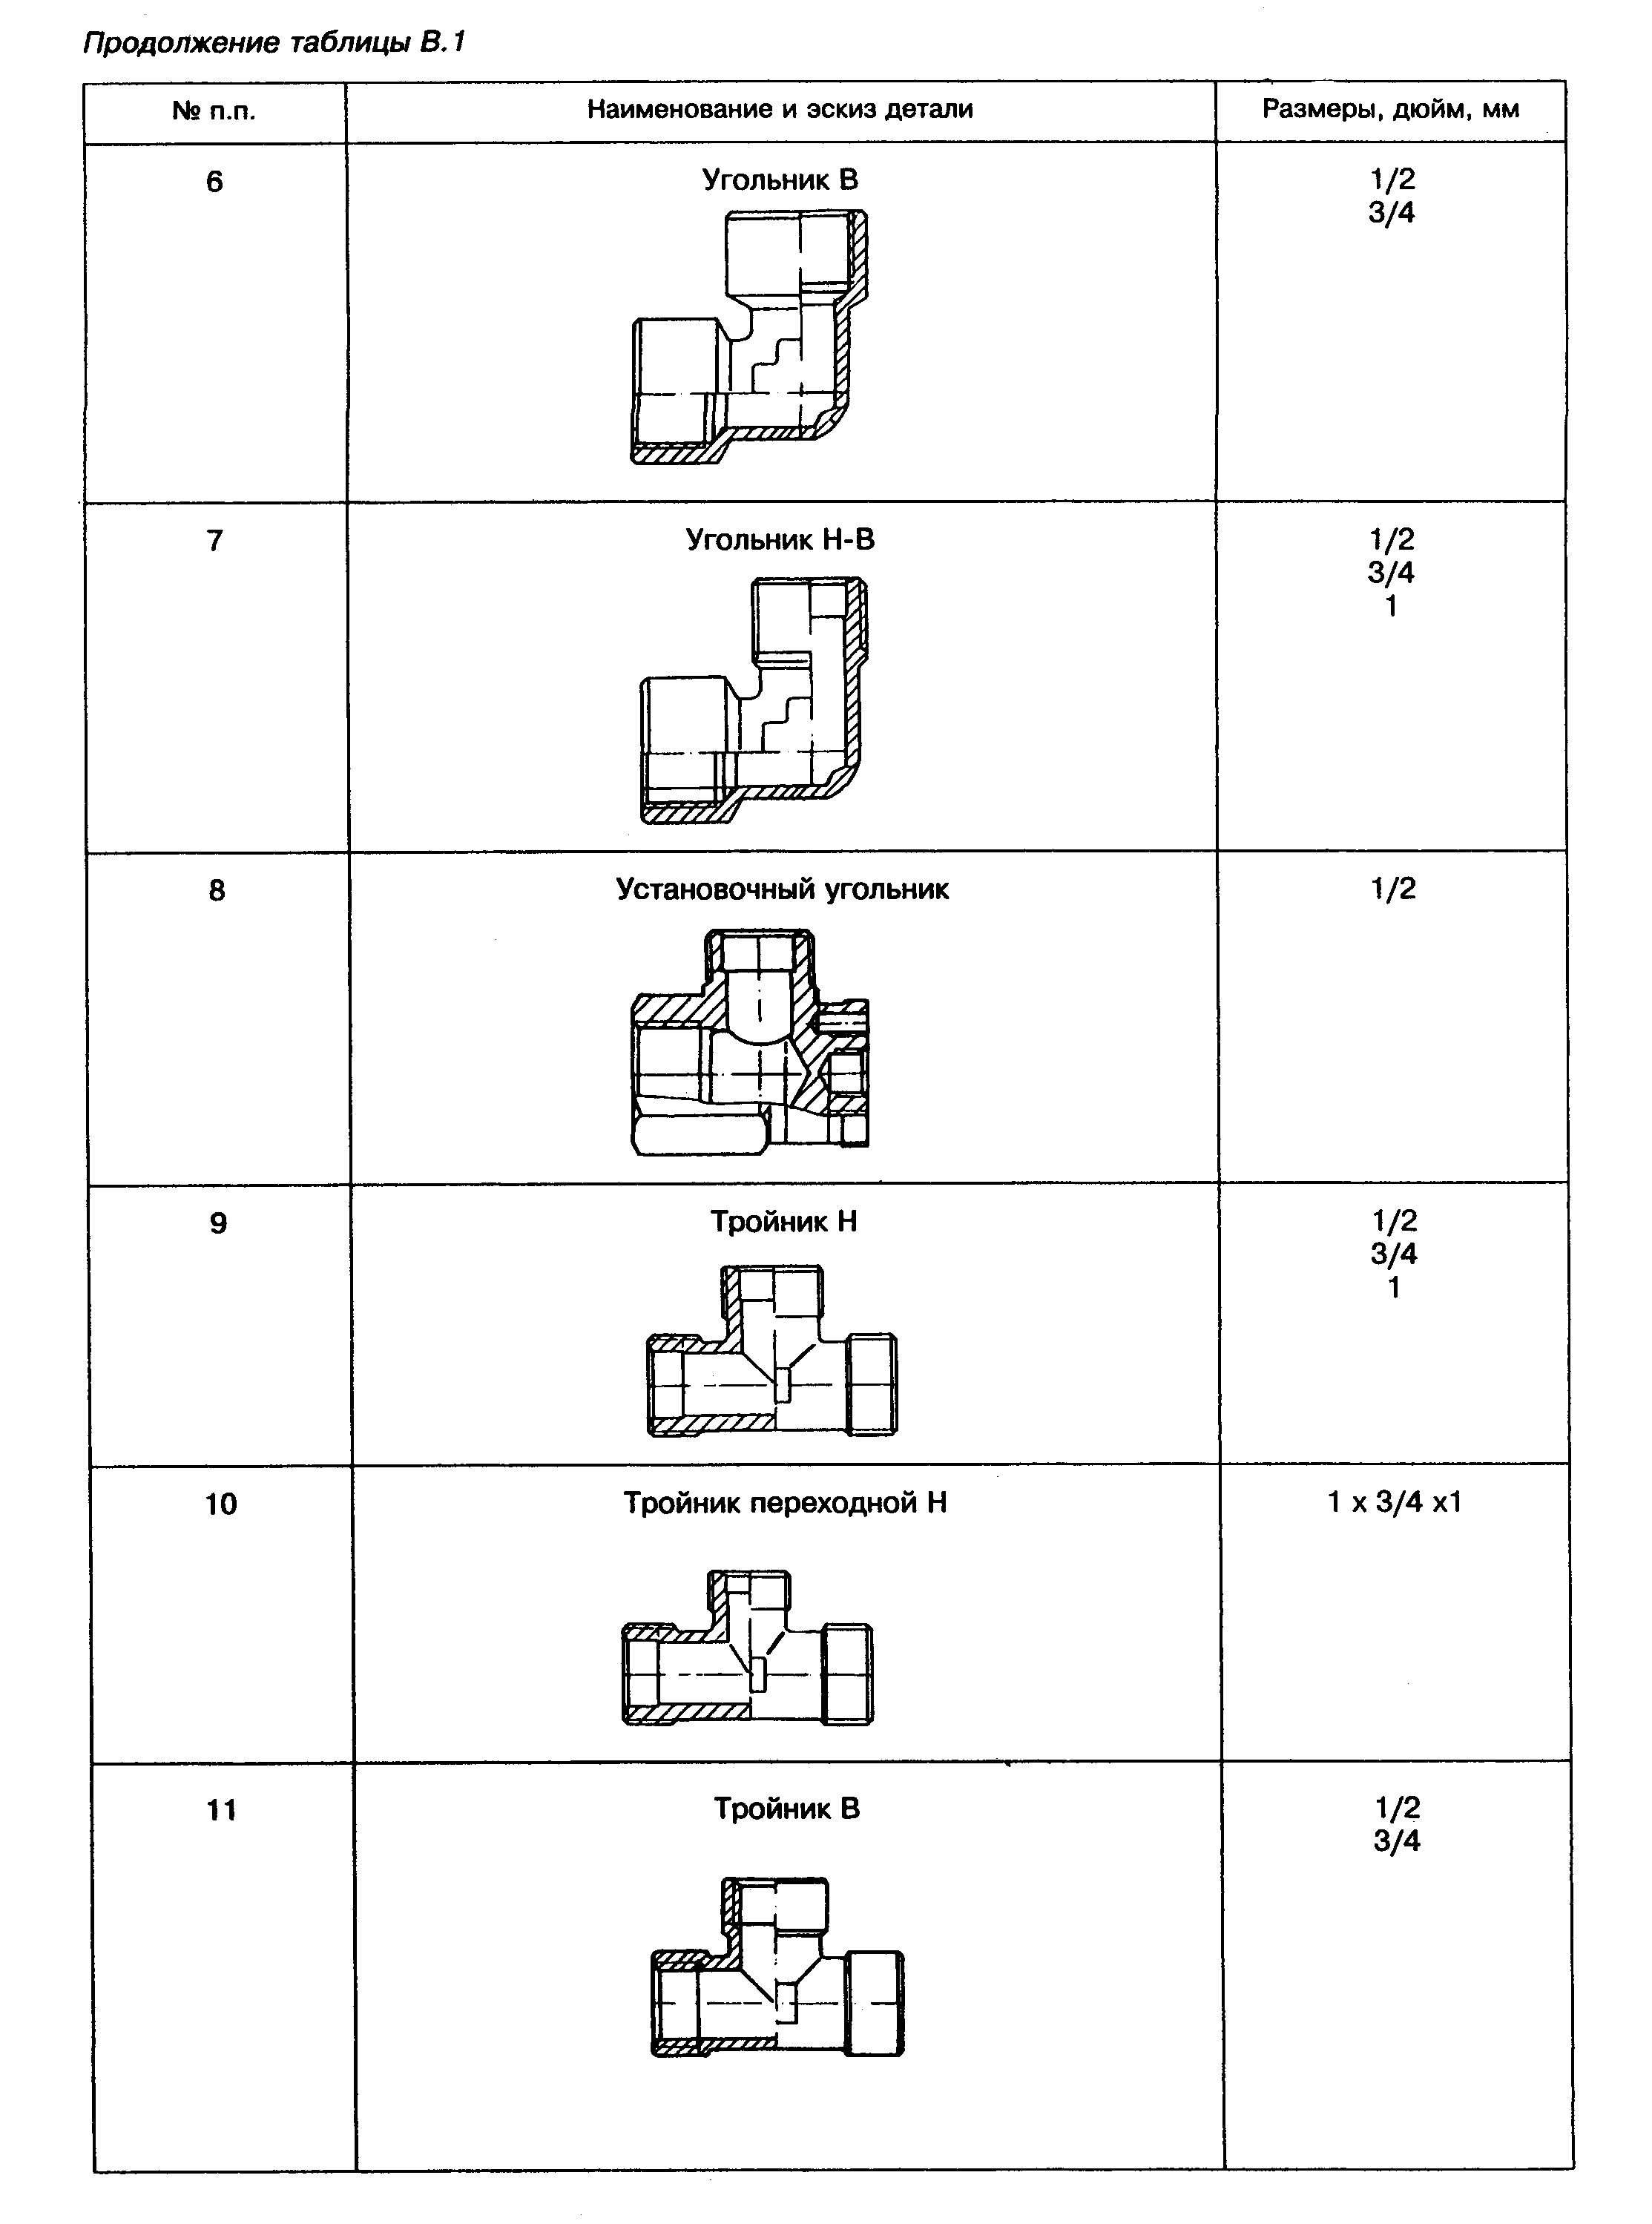 Продолжение таблицы В.1
№ п.п. Наименование и эскиз детали Размеры, дюйм, мм
6 Угольник В 1/2
3/4
7 Угольник Н-В 1/2
3/4
1
8 Установочный угольник 1/2
9 Тройник Н 1/2
3/4
1
10 Тройник переходной Н 1 х 3/4 х1
11 Тройник В 1/2
3/4